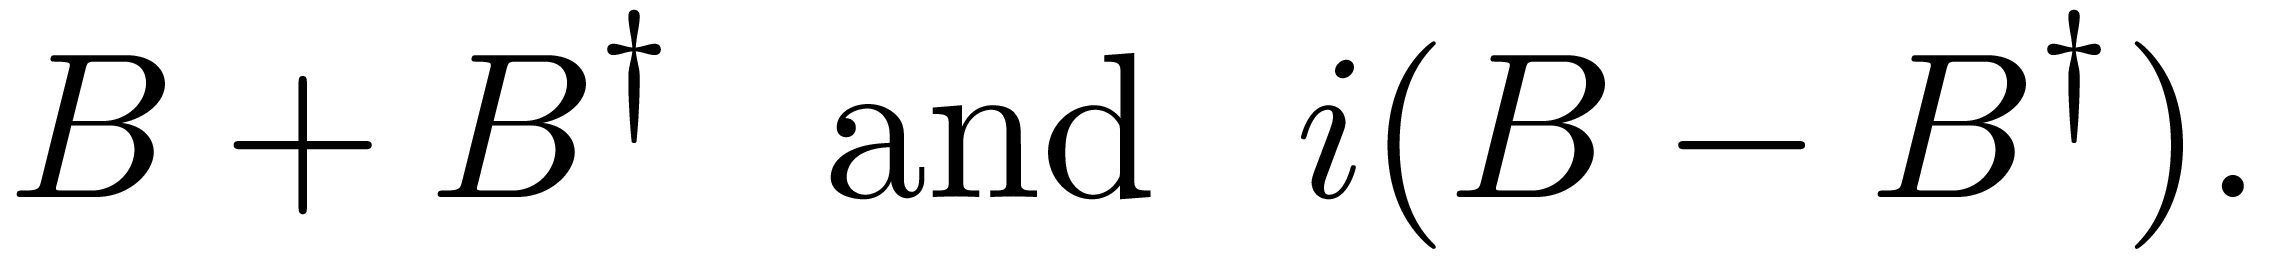 B + B† and i(B − B†).